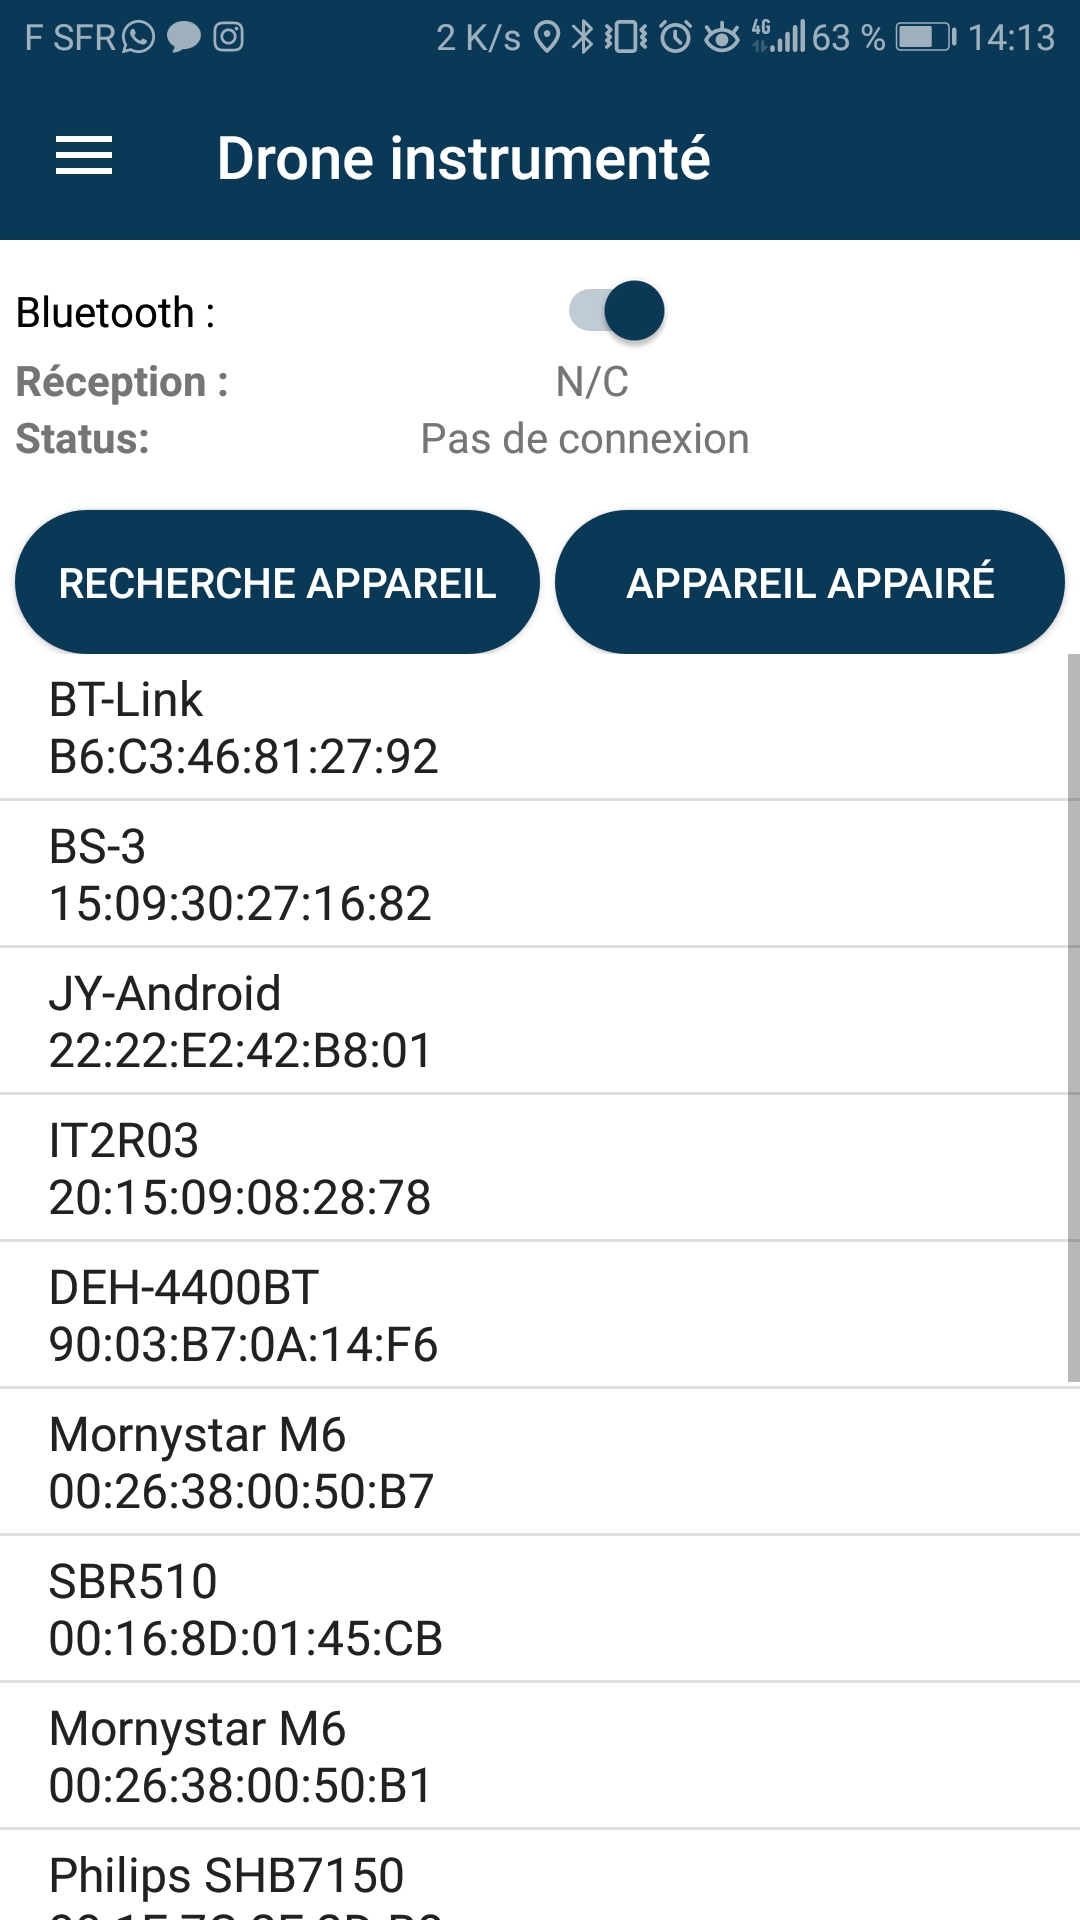 F SFR 2 K/s 4G 63 % 14:13
Drone instrumenté
Bluetooth :
Réception : N/C
Status: Pas de connexion
RECHERCHE APPAREIL APPAREIL APPAIRÉ
BT-Link
B6:C3:46:81:27:92
BS-3
15:09:30:27:16:82
JY-Android
22:22:E2:42:B8:01
IT2R03
20:15:09:08:28:78
DEH-4400BT
90:03:B7:0A:14:F6
Mornystar M6
00:26:38:00:50:B7
SBR510
00:16:8D:01:45:CB
Mornystar M6
00:26:38:00:50:B1
Philips SHB7150